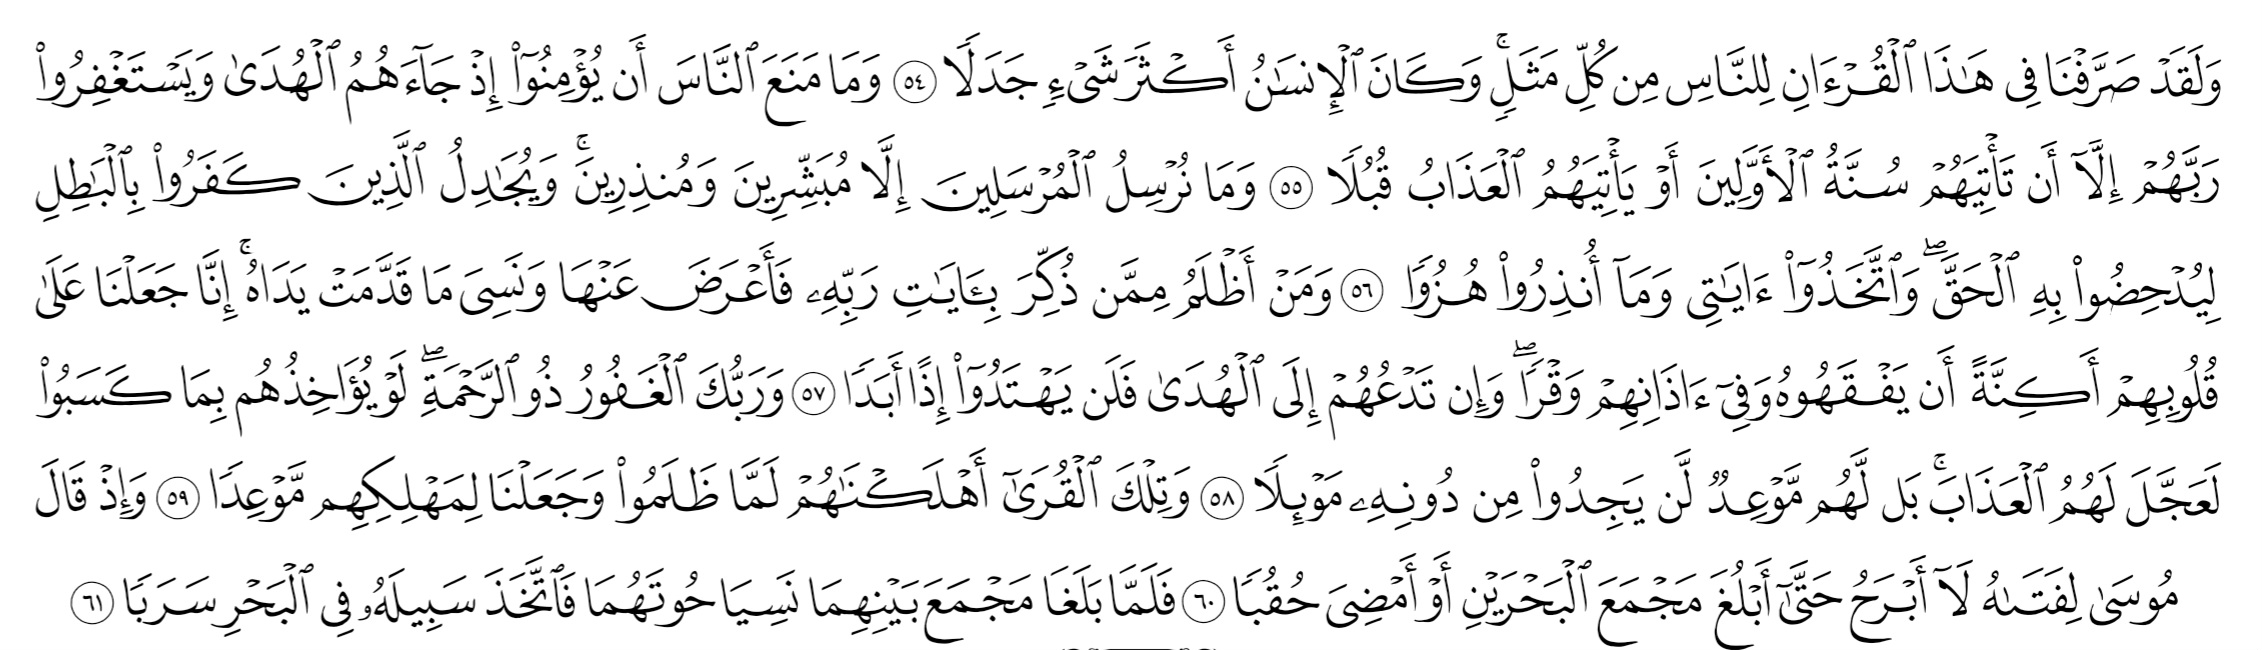 وَلَقَدۡ صَرَّفۡنَا فِي هَٰذَا ٱلۡقُرۡءَانِ لِلنَّاسِ مِن كُلِّ مَثَلٖۚ وَكَانَ ٱلۡإِنسَٰنُ أَكۡثَرَ شَيۡءٖ جَدَلٗا ٥٤ وَمَا مَنَعَ ٱلنَّاسَ أَن يُؤۡمِنُوٓاْ إِذۡ جَآءَهُمُ ٱلۡهُدَىٰ وَيَسۡتَغۡفِرُواْ
رَبَّهُمۡ إِلَّآ أَن تَأۡتِيَهُمۡ سُنَّةُ ٱلۡأَوَّلِينَ أَوۡ يَأۡتِيَهُمُ ٱلۡعَذَابُ قُبُلٗا ٥٥ وَمَا نُرۡسِلُ ٱلۡمُرۡسَلِينَ إِلَّا مُبَشِّرِينَ وَمُنذِرِينَۚ وَيُجَٰدِلُ ٱلَّذِينَ كَفَرُواْ بِٱلۡبَٰطِلِ
لِيُدۡحِضُواْ بِهِ ٱلۡحَقَّۖ وَٱتَّخَذُوٓاْ ءَايَٰتِي وَمَآ أُنذِرُواْ هُزُوٗا ٥٦ وَمَنۡ أَظۡلَمُ مِمَّن ذُكِّرَ بِـَٔايَٰتِ رَبِّهِۦ فَأَعۡرَضَ عَنۡهَا وَنَسِيَ مَا قَدَّمَتۡ يَدَاهُۚ إِنَّا جَعَلۡنَا عَلَىٰ
قُلُوبِهِمۡ أَكِنَّةً أَن يَفۡقَهُوهُ وَفِيٓ ءَاذَانِهِمۡ وَقۡرٗاۖ وَإِن تَدۡعُهُمۡ إِلَى ٱلۡهُدَىٰ فَلَن يَهۡتَدُوٓاْ إِذًا أَبَدٗا ٥٧ وَرَبُّكَ ٱلۡغَفُورُ ذُو ٱلرَّحۡمَةِۖ لَوۡ يُؤَاخِذُهُم بِمَا كَسَبُواْ
لَعَجَّلَ لَهُمُ ٱلۡعَذَابَۚ بَل لَّهُم مَّوۡعِدٞ لَّن يَجِدُواْ مِن دُونِهِۦ مَوۡئِلٗا ٥٨ وَتِلۡكَ ٱلۡقُرَىٰٓ أَهۡلَكۡنَٰهُمۡ لَمَّا ظَلَمُواْ وَجَعَلۡنَا لِمَهۡلِكِهِم مَّوۡعِدٗا ٥٩ وَإِذۡ قَالَ
مُوسَىٰ لِفَتَىٰهُ لَآ أَبۡرَحُ حَتَّىٰٓ أَبۡلُغَ مَجۡمَعَ ٱلۡبَحۡرَيۡنِ أَوۡ أَمۡضِيَ حُقُبٗا ٦٠ فَلَمَّا بَلَغَا مَجۡمَعَ بَيۡنِهِمَا نَسِيَا حُوتَهُمَا فَٱتَّخَذَ سَبِيلَهُۥ فِي ٱلۡبَحۡرِ سَرَبٗا ٦١